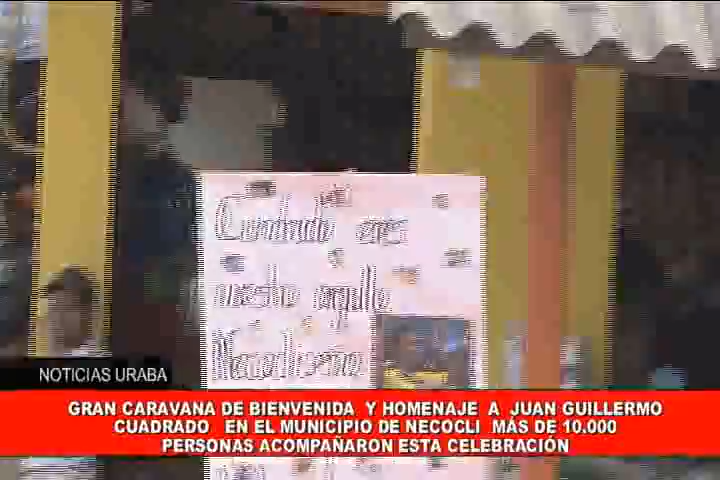 Cuadrado eres
nuestro orgullo
Necocliseño
NOTICIAS URABA
GRAN CARAVANA DE BIENVENIDA Y HOMENAJE A JUAN GUILLERMO
CUADRADO EN EL MUNICIPIO DE NECOCLI MÁS DE 10.000
PERSONAS ACOMPAÑARON ESTA CELEBRACIÓN